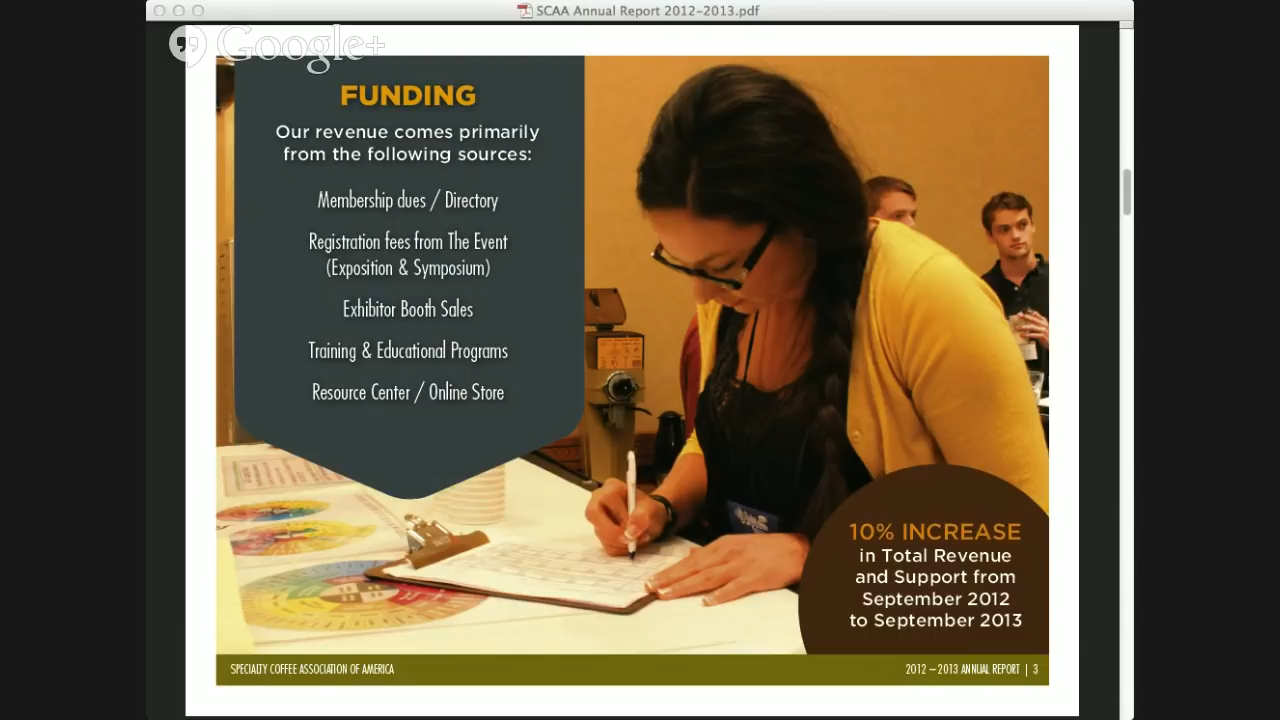 SCAA Annual Report 2012-2013.pdf
Google+
FUNDING
Our revenue comes primarily
from the following sources:
Membership dues / Directory
Registration fees from The Event
(Exposition & Symposium)
Exhibitor Booth Sales
Training & Educational Programs
Resource Center / Online Store
10% INCREASE
in Total Revenue
and Support from
September 2012
to September 2013
SPECIALTY COFFEE ASSOCIATION OF AMERICA
2012 – 2013 ANNUAL REPORT | 3